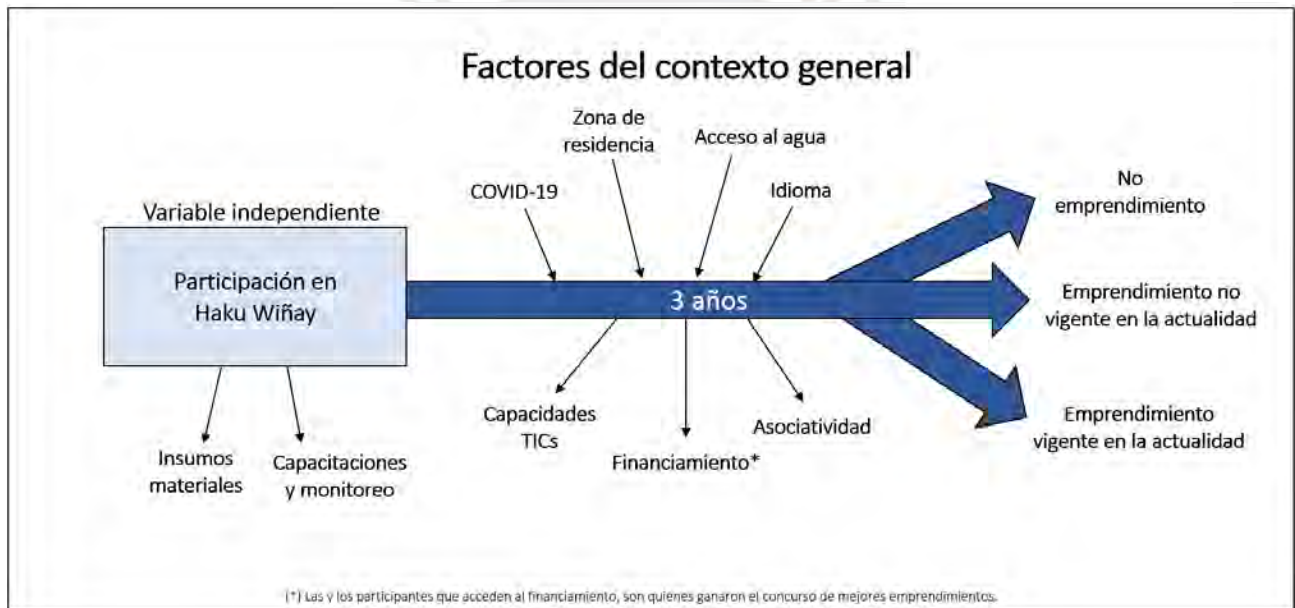 Factores del contexto general
Zona de
residencia
Acceso al agua
COVID-19
Idioma
No
emprendimiento
Variable independiente
Participación en
Haku Wiñay
3 años
Emprendimiento no
vigente en la actualidad
Capacidades
TICs
Asociatividad
Emprendimiento
vigente en la actualidad
Insumos
materiales
Capacitaciones
y monitoreo
Financiamiento*
(*) Las y los participantes que acceden al financiamiento, son quienes ganaron el concurso de mejores emprendimientos.